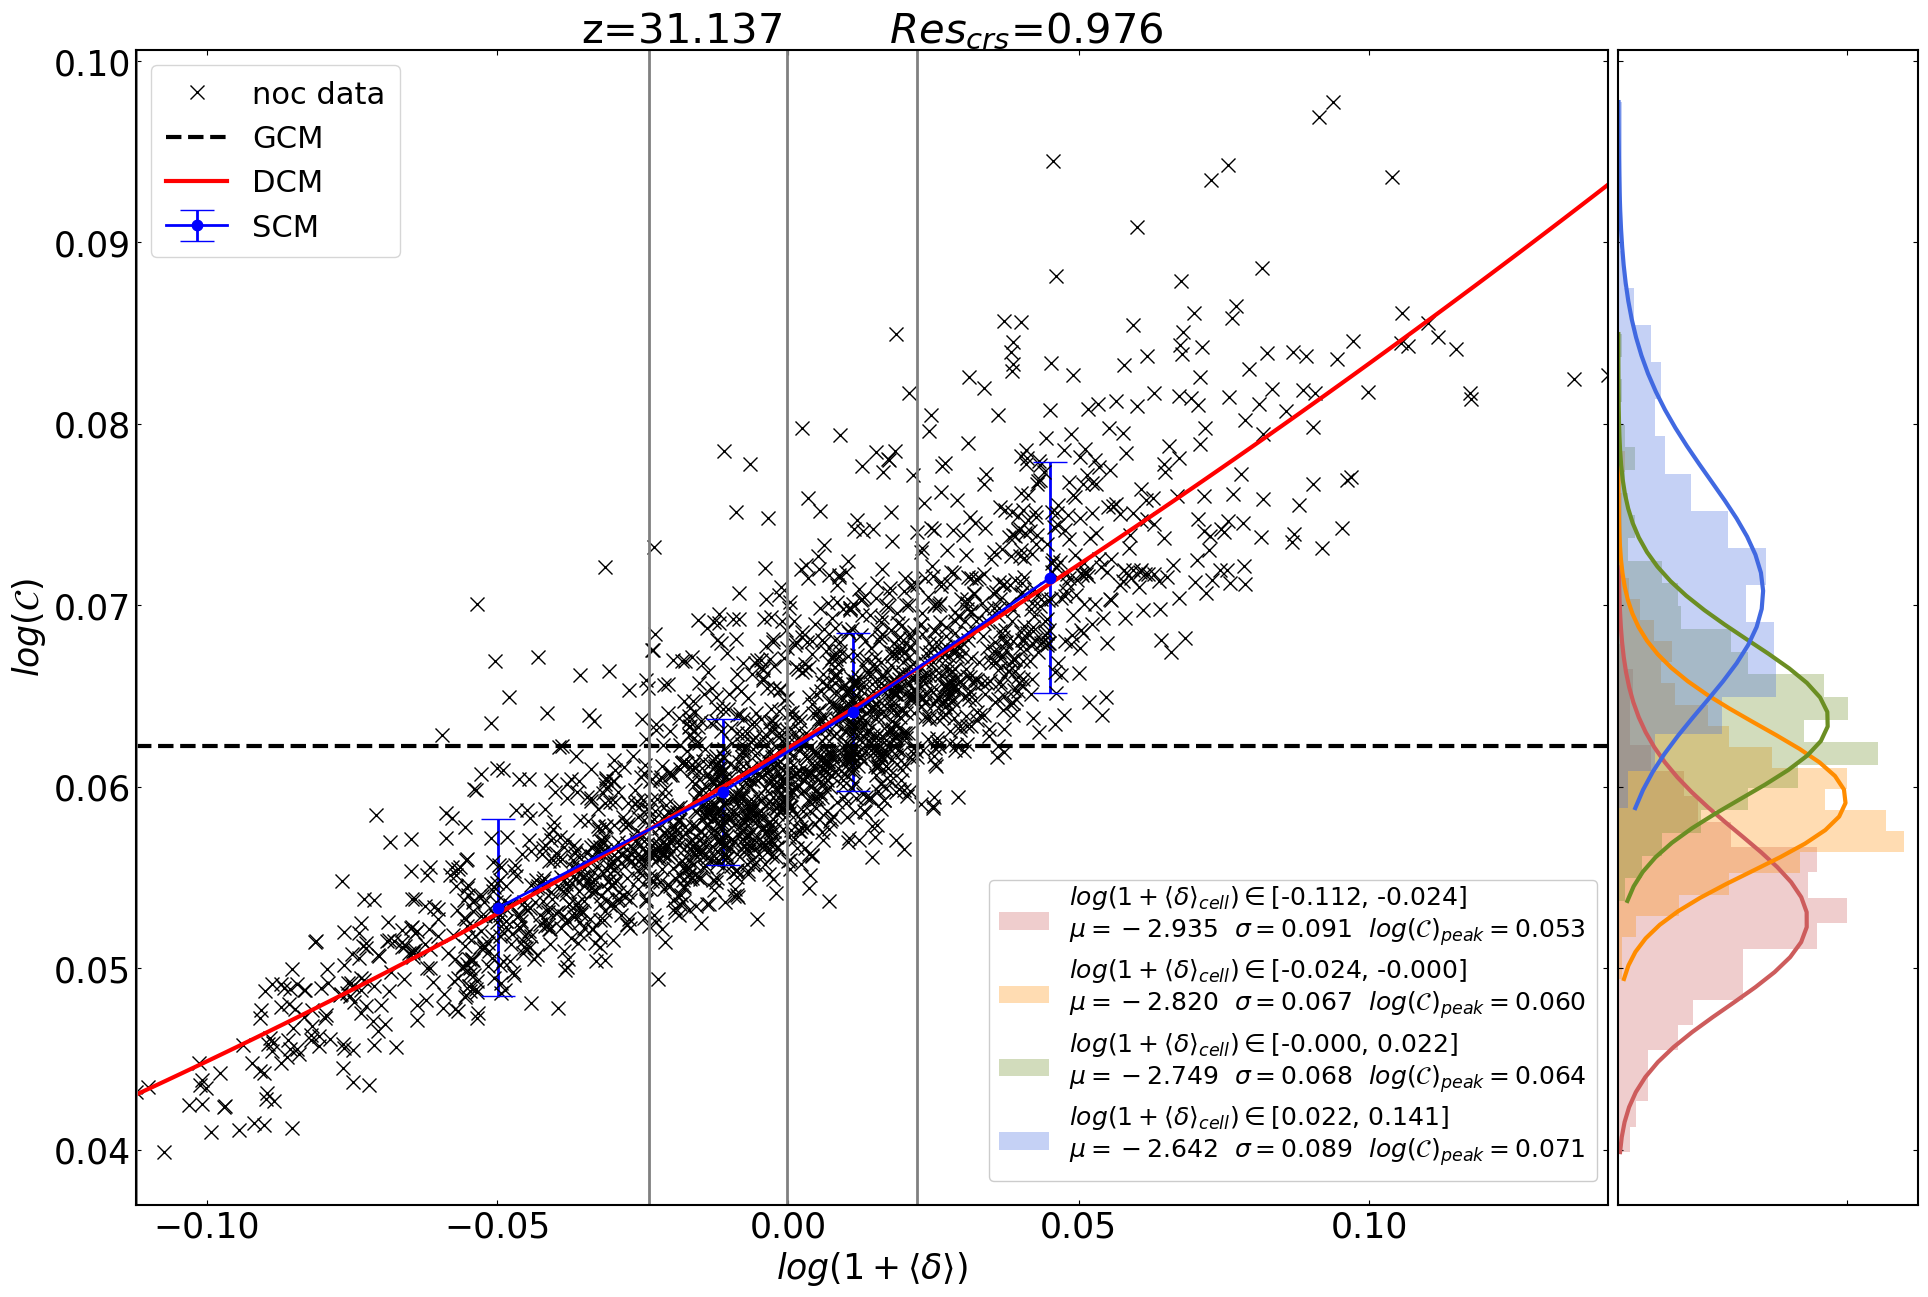 z=31.137 Res_crs=0.976
noc data
GCM
DCM
SCM
0.10
0.09
0.08
0.07
0.06
0.05
0.04
log(𝒞)
log(1+⟨δ⟩_cell)∈[-0.112, -0.024]
μ=−2.935 σ=0.091 log(𝒞)_peak=0.053
log(1+⟨δ⟩_cell)∈[-0.024, -0.000]
μ=−2.820 σ=0.067 log(𝒞)_peak=0.060
log(1+⟨δ⟩_cell)∈[-0.000, 0.022]
μ=−2.749 σ=0.068 log(𝒞)_peak=0.064
log(1+⟨δ⟩_cell)∈[0.022, 0.141]
μ=−2.642 σ=0.089 log(𝒞)_peak=0.071
−0.10 −0.05 0.00 0.05 0.10
log(1+⟨δ⟩)